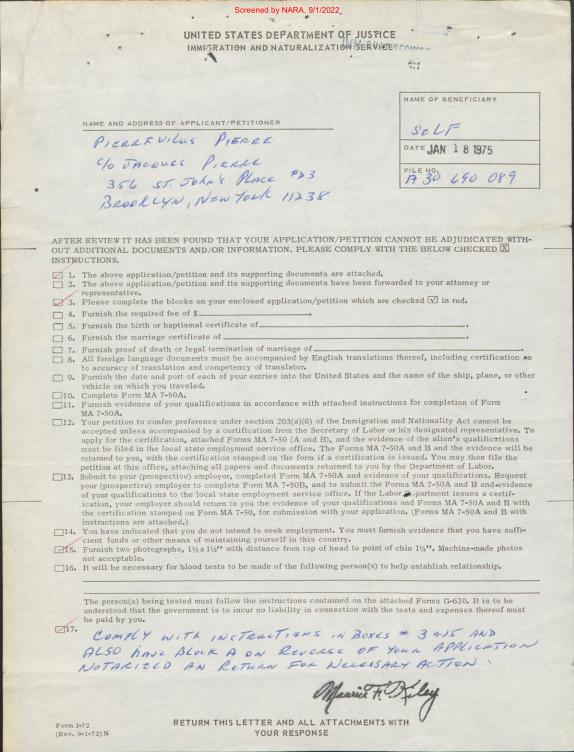 Screened by NARA, 9/1/2022
UNITED STATES DEPARTMENT OF JUSTICE
IMMIGRATION AND NATURALIZATION SERVICE
NAME OF BENEFICIARY
SELF
DATE JAN 18 1975
FILE NO.
A30 690 089
NAME AND ADDRESS OF APPLICANT/PETITIONER
PIERREVILUS PIERRE
c/o JACQUES PIERRE
356 ST. JOHN'S PLACE #D3
BROOKLYN, NEW YORK 11238
AFTER REVIEW IT HAS BEEN FOUND THAT YOUR APPLICATION/PETITION CANNOT BE ADJUDICATED WITH-
OUT ADDITIONAL DOCUMENTS AND/OR INFORMATION. PLEASE COMPLY WITH THE BELOW CHECKED X
INSTRUCTIONS.
1. The above application/petition and its supporting documents are attached.
2. The above application/petition and its supporting documents have been forwarded to your attorney or
representative.
3. Please complete the blocks on your enclosed application/petition which are checked ☑ in red.
4. Furnish the required fee of $
5. Furnish the birth or baptismal certificate of
6. Furnish the marriage certificate of
7. Furnish proof of death or legal termination of marriage of
8. All foreign language documents must be accompanied by English translations thereof, including certification as
to accuracy of translation and competency of translator.
9. Furnish the date and port of each of your entries into the United States and the name of the ship, plane, or other
vehicle on which you traveled.
10. Complete Form MA 7-50A.
11. Furnish evidence of your qualifications in accordance with attached instructions for completion of Form
MA 7-50A.
12. Your petition to confer preference under section 203(a)(6) of the Immigration and Nationality Act cannot be
accepted unless accompanied by a certification from the Secretary of Labor or his designated representative. To
apply for the certification, attached Forms MA 7-50 (A and B), and the evidence of the alien's qualifications
must be filed in the local state employment service office. The Forms MA 7-50A and B and the evidence will be
returned to you, with the certification stamped on the form if a certification is issued. You may then file the
petition at this office, attaching all papers and documents returned to you by the Department of Labor.
13. Submit to your (prospective) employer, completed Form MA 7-50A and evidence of your qualifications. Request
your (prospective) employer to complete Form MA 7-50B, and to submit the Forms MA 7-50A and B and evidence
of your qualifications to the local state employment service office. If the Labor Department issues a certif-
ication, your employer should return to you the evidence of your qualifications and Forms MA 7-50A and B with
the certification stamped on Form MA 7-50, for submission with your application. (Forms MA 7-50A and B with
instructions are attached.)
14. You have indicated that you do not intend to seek employment. You must furnish evidence that you have suffi-
cient funds or other means of maintaining yourself in this country.
15. Furnish two photographs, 1½ x 1½" with distance from top of head to point of chin 1¼". Machine-made photos
not acceptable.
16. It will be necessary for blood tests to be made of the following person(s) to help establish relationship.
The person(s) being tested must follow the instructions contained on the attached Forms G-620. It is to be
understood that the government is to incur no liability in connection with the tests and expenses thereof must
be paid by you.
17. COMPLY WITH INSTRUCTIONS IN BOXES # 3 & 15 AND
ALSO HAVE BLOCK A ON REVERSE OF YOUR APPLICATION
NOTARIZED AN RETURN FOR NECESSARY ACTION
Maurice F. Kiley
Form I-72
(Rev. 9-1-72) N
RETURN THIS LETTER AND ALL ATTACHMENTS WITH
YOUR RESPONSE